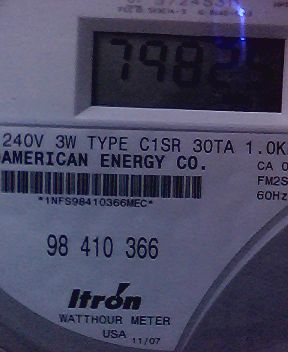 7982
240V 3W TYPE C1SR 30TA 1.0K
AMERICAN ENERGY CO.
CA 0
FM2S
60Hz
*1NFS98410366MEC*
98 410 366
Itron
WATTHOUR METER
USA 11/07